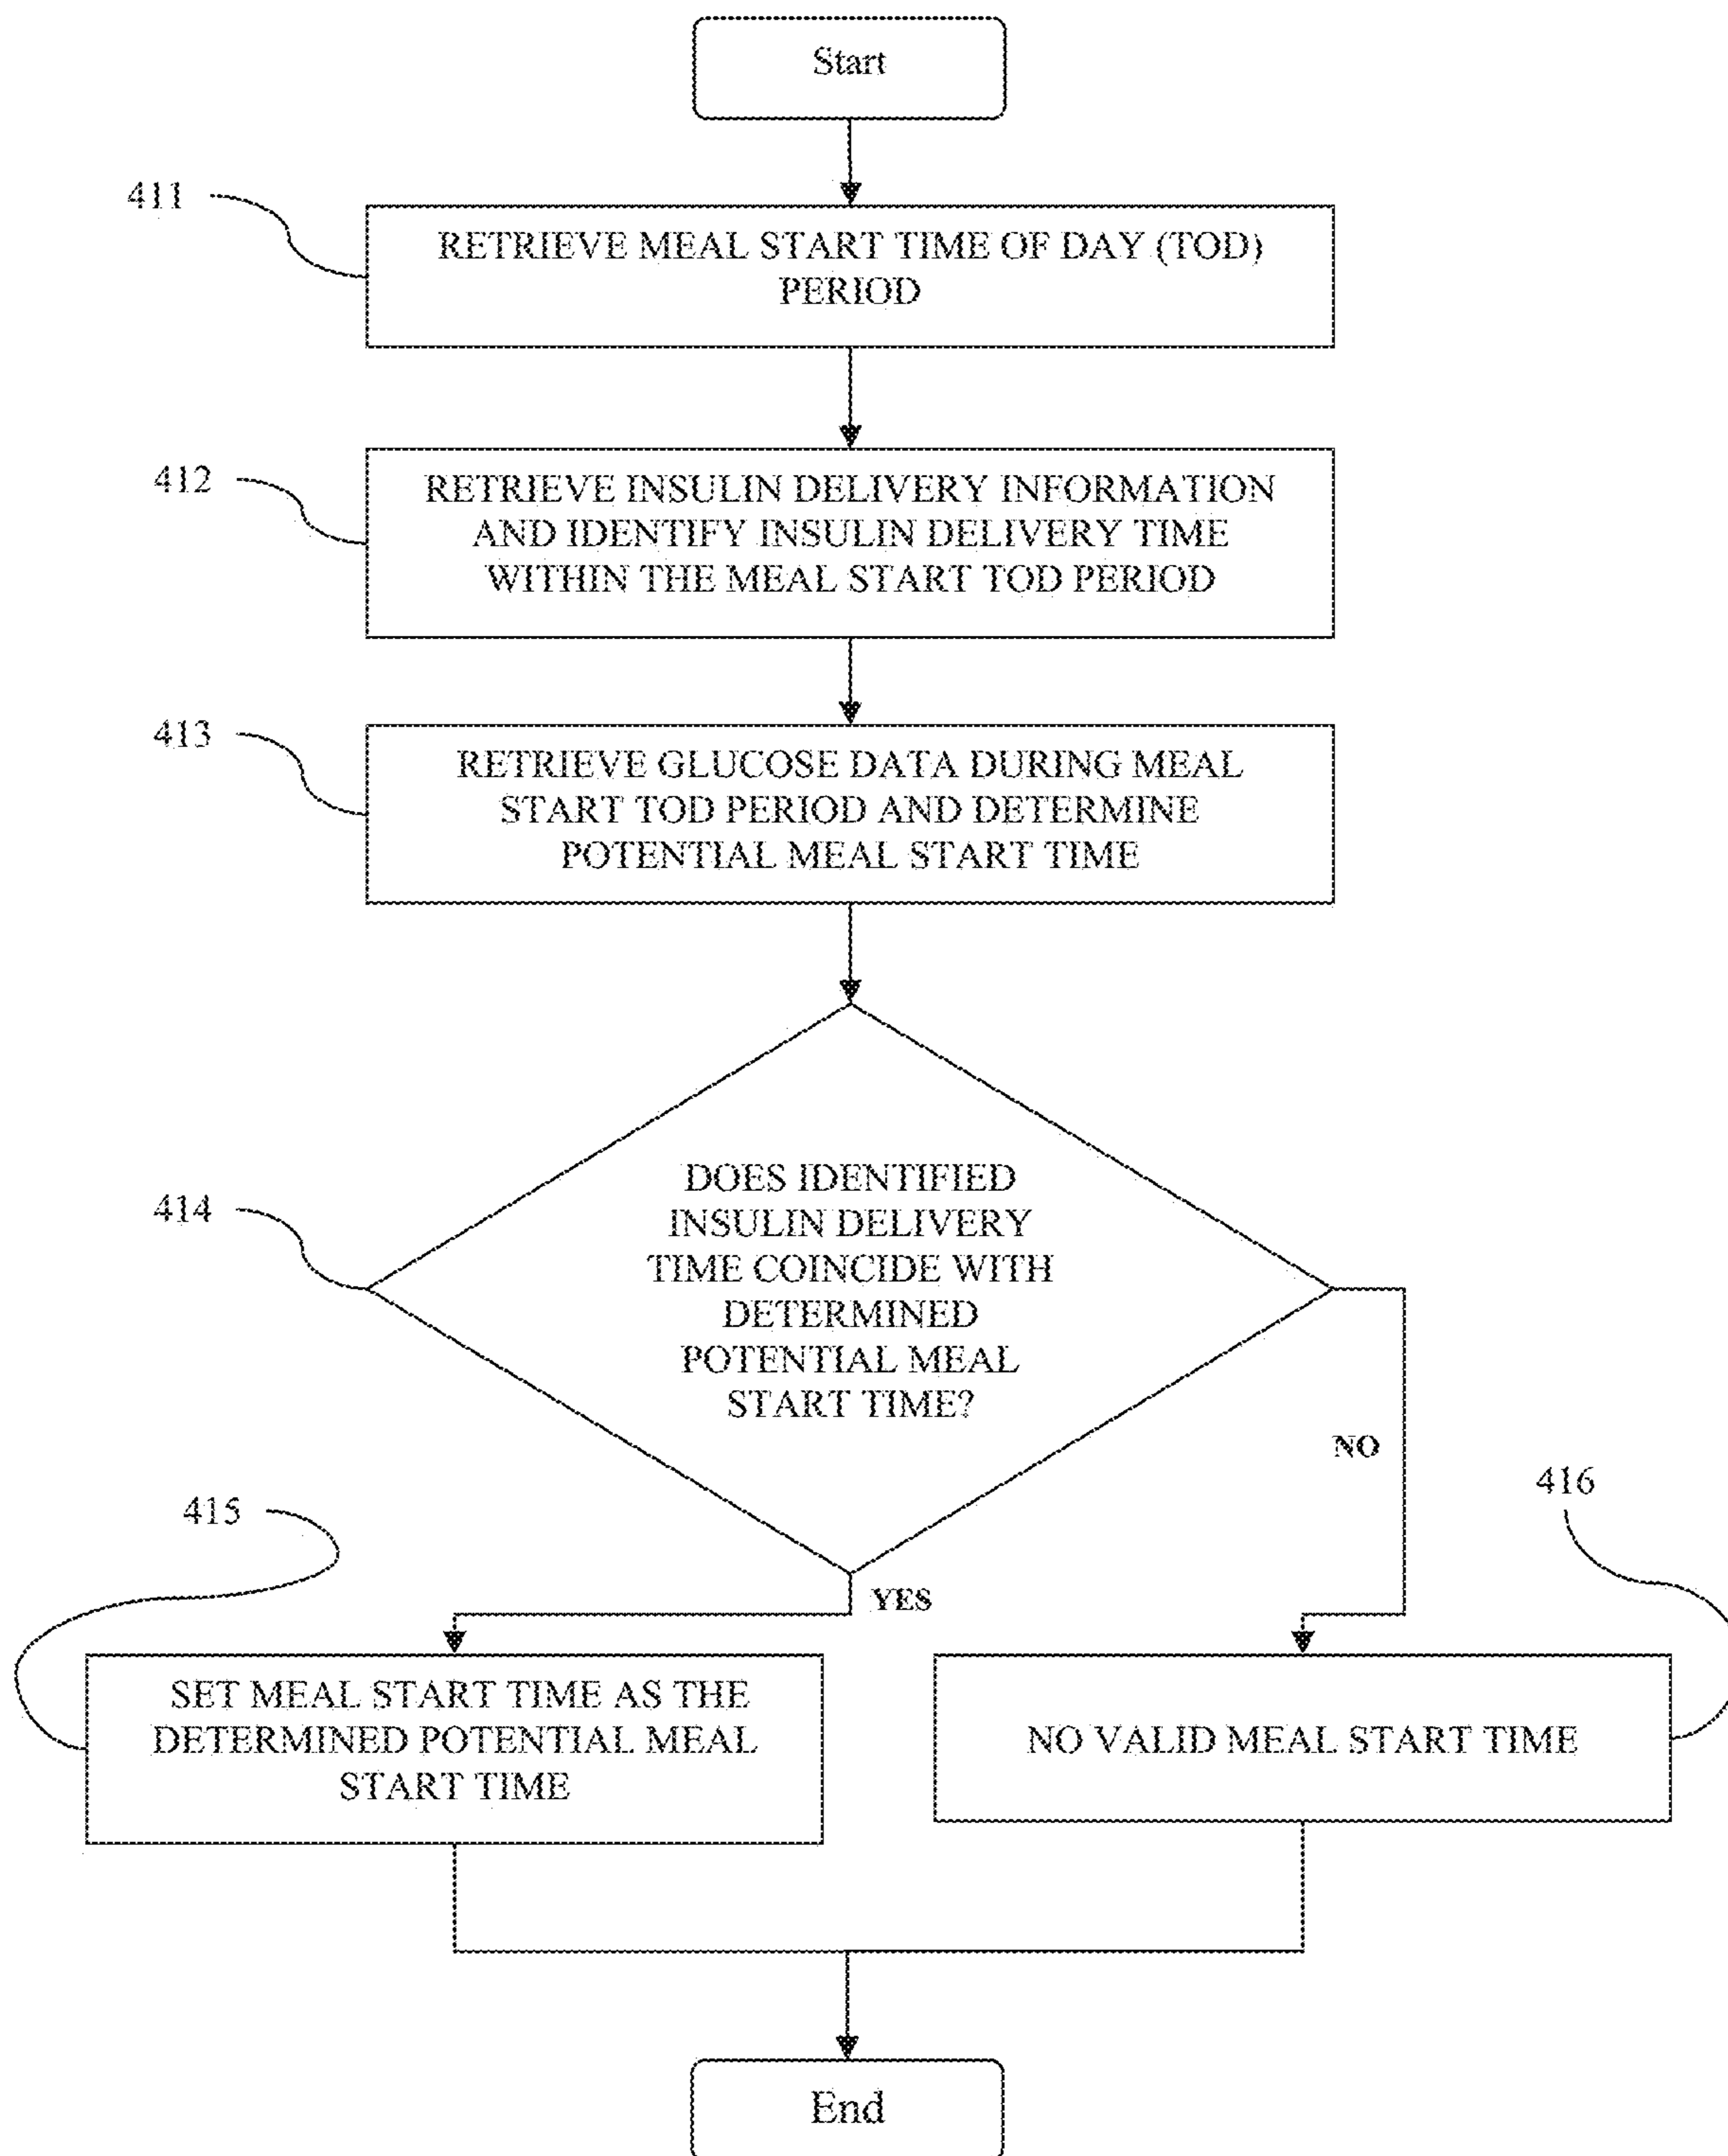 Start
411
RETRIEVE MEAL START TIME OF DAY (TOD)
PERIOD
412
RETRIEVE INSULIN DELIVERY INFORMATION
AND IDENTIFY INSULIN DELIVERY TIME
WITHIN THE MEAL START TOD PERIOD
413
RETRIEVE GLUCOSE DATA DURING MEAL
START TOD PERIOD AND DETERMINE
POTENTIAL MEAL START TIME
414
DOES IDENTIFIED
INSULIN DELIVERY
TIME COINCIDE WITH
DETERMINED
POTENTIAL MEAL
START TIME?
NO
YES
415
SET MEAL START TIME AS THE
DETERMINED POTENTIAL MEAL
START TIME
416
NO VALID MEAL START TIME
End